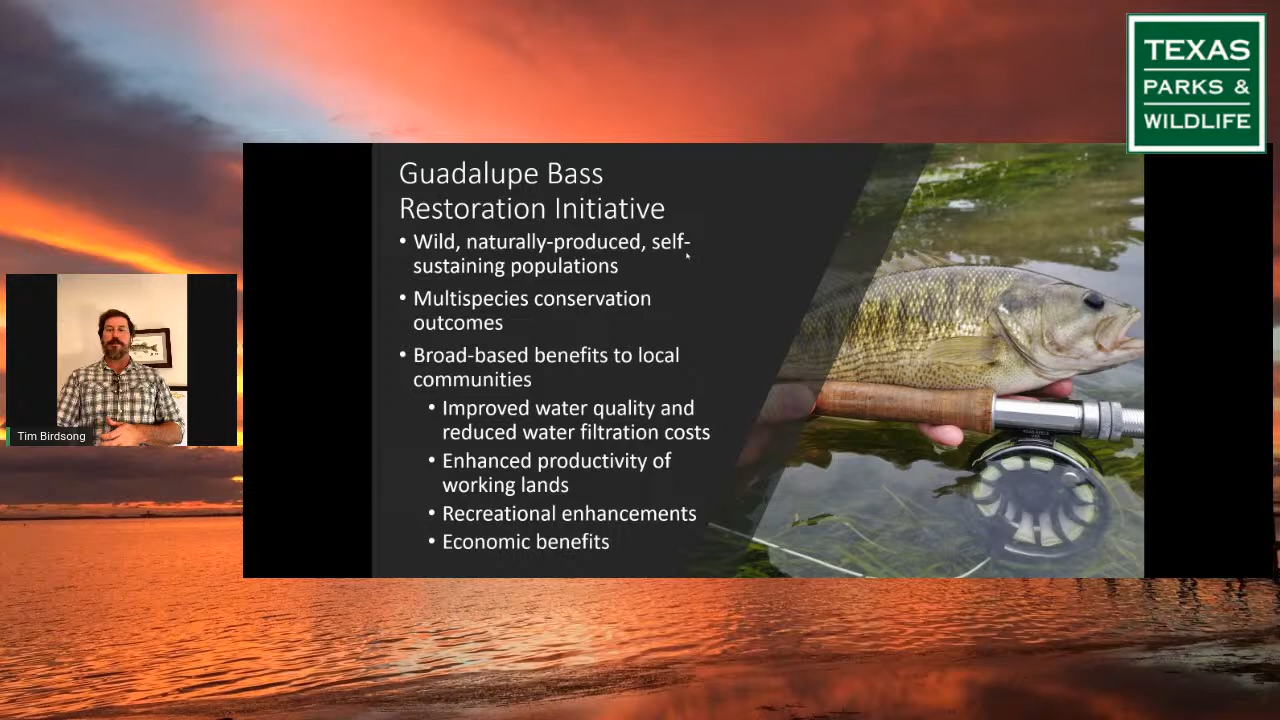 TEXAS
PARKS &
WILDLIFE
Guadalupe Bass
Restoration Initiative
• Wild, naturally-produced, self-
sustaining populations
• Multispecies conservation
outcomes
• Broad-based benefits to local
communities
• Improved water quality and
reduced water filtration costs
• Enhanced productivity of
working lands
• Recreational enhancements
• Economic benefits
Tim Birdsong